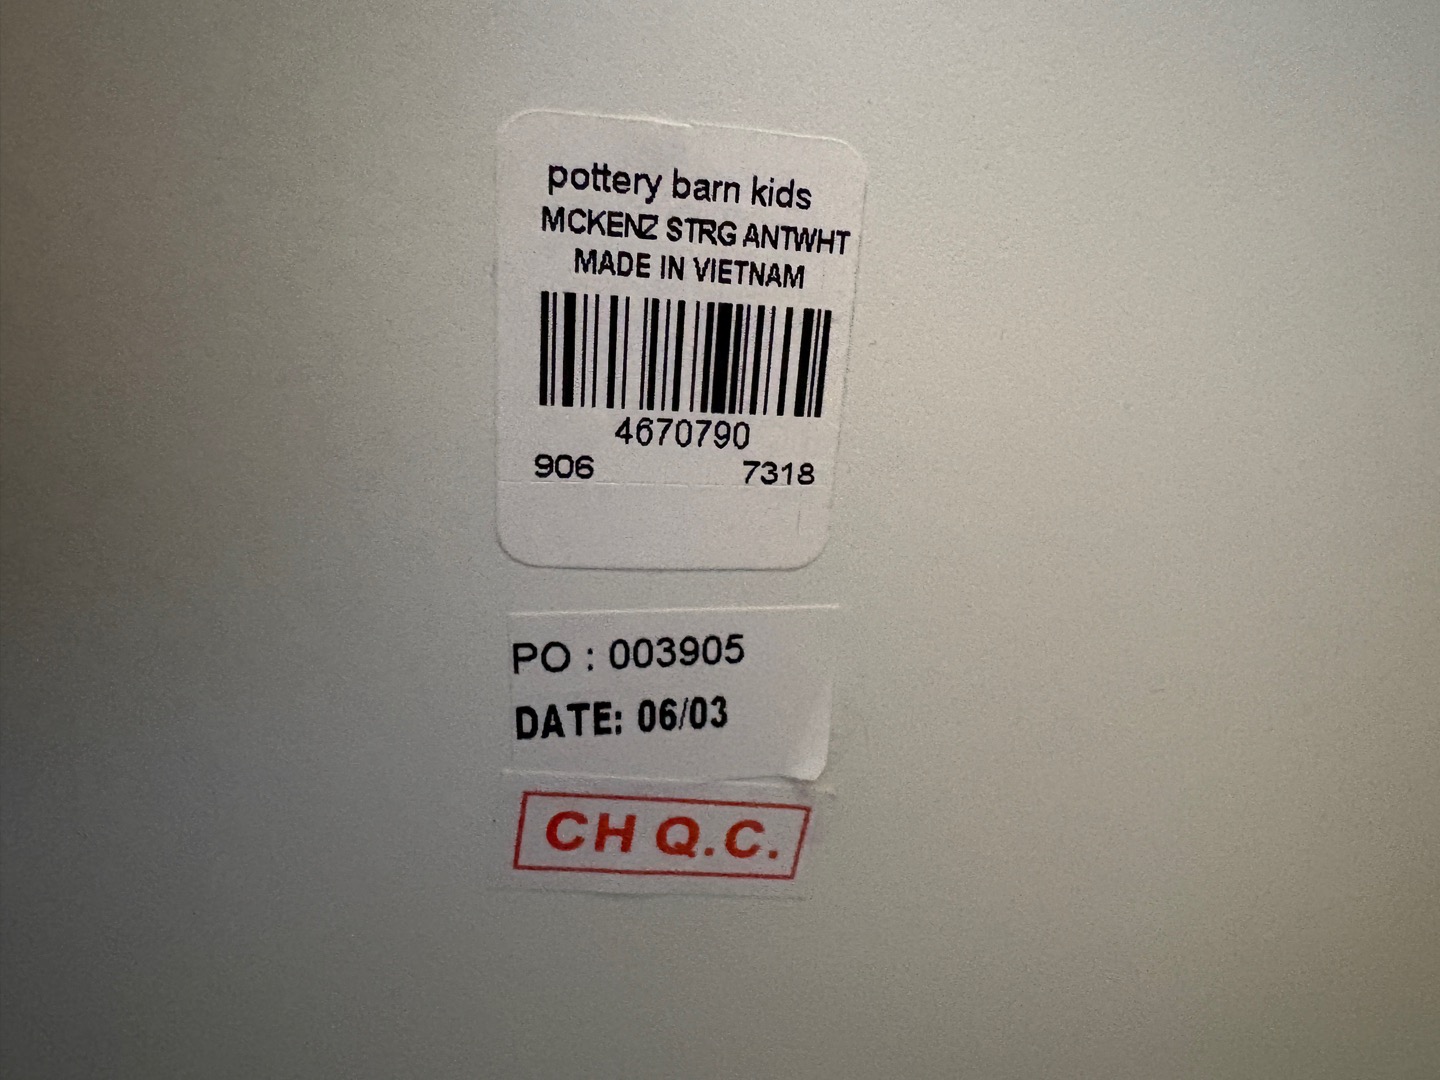 pottery barn kids
MCKENZ STRG ANTWHT
MADE IN VIETNAM
4670790
906 7318
PO : 003905
DATE: 06/03
CH Q.C.